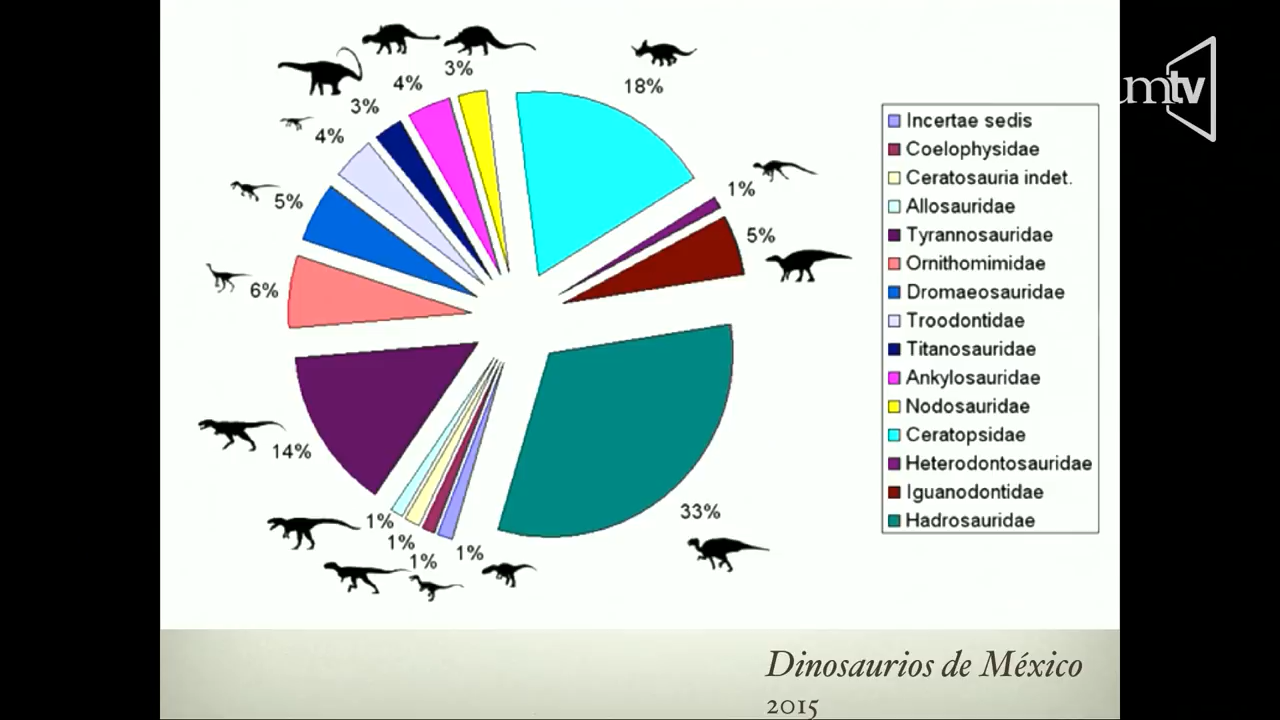 3%
18%
4%
3%
4%
1%
5%
5%
6%
14%
33%
1%
1%
1%
1%
Incertae sedis
Coelophysidae
Ceratosauria indet.
Allosauridae
Tyrannosauridae
Ornithomimidae
Dromaeosauridae
Troodontidae
Titanosauridae
Ankylosauridae
Nodosauridae
Ceratopsidae
Heterodontosauridae
Iguanodontidae
Hadrosauridae
umtv
Dinosaurios de México
2015